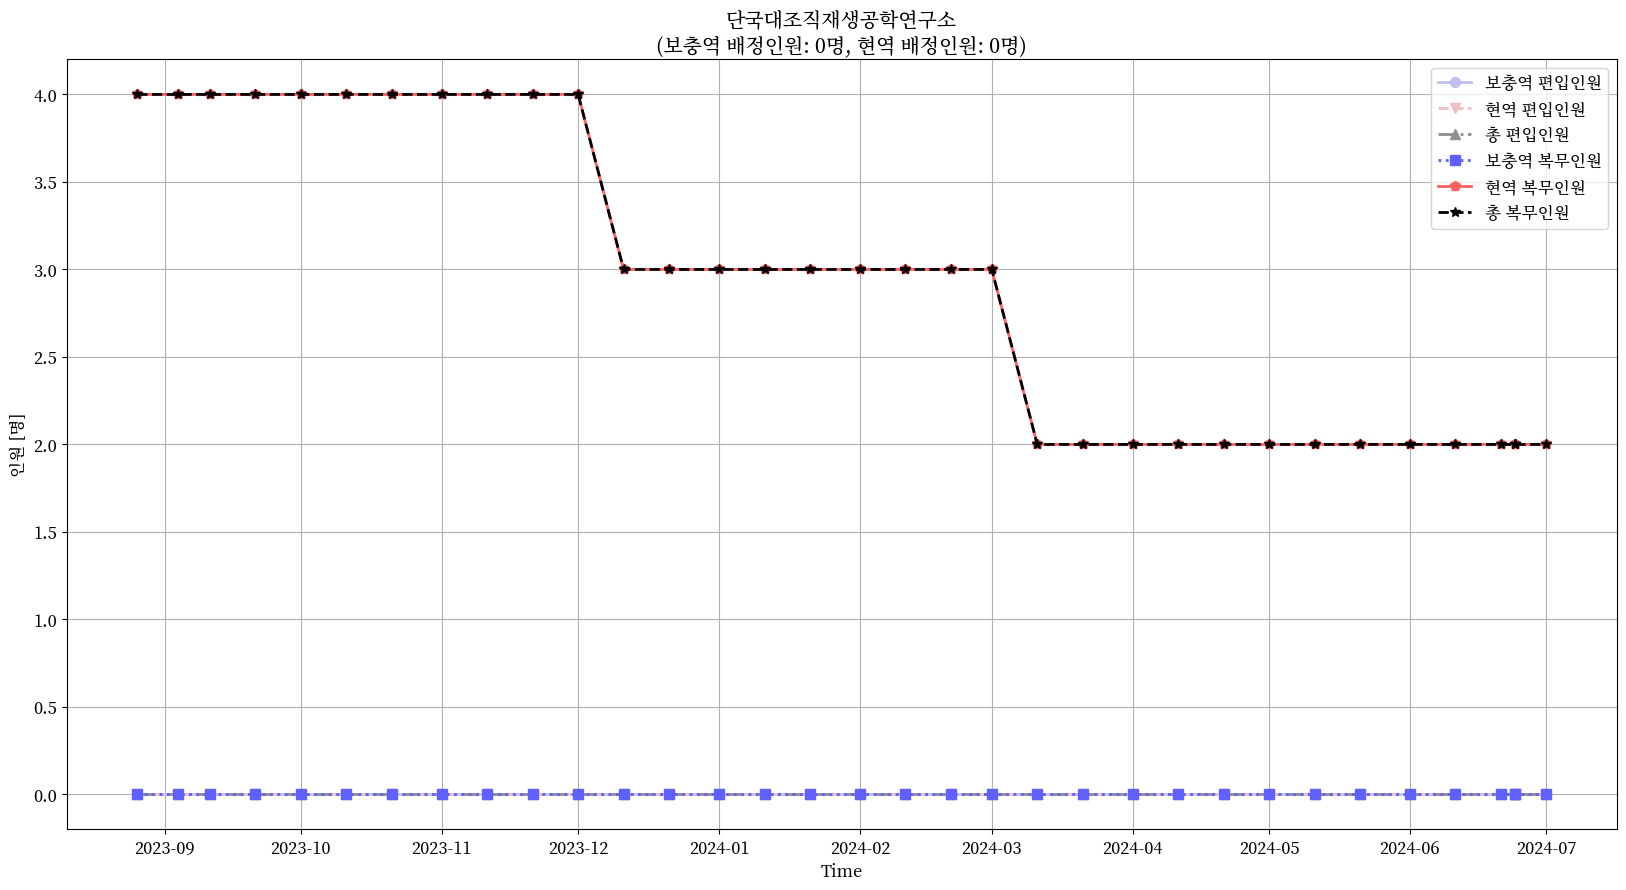 단국대조직재생공학연구소
(보충역 배정인원: 0명, 현역 배정인원: 0명)
보충역 편입인원
현역 편입인원
총 편입인원
보충역 복무인원
현역 복무인원
총 복무인원
인원 [명]
4.0
3.5
3.0
2.5
2.0
1.5
1.0
0.5
0.0
2023-09 2023-10 2023-11 2023-12 2024-01 2024-02 2024-03 2024-04 2024-05 2024-06 2024-07
Time